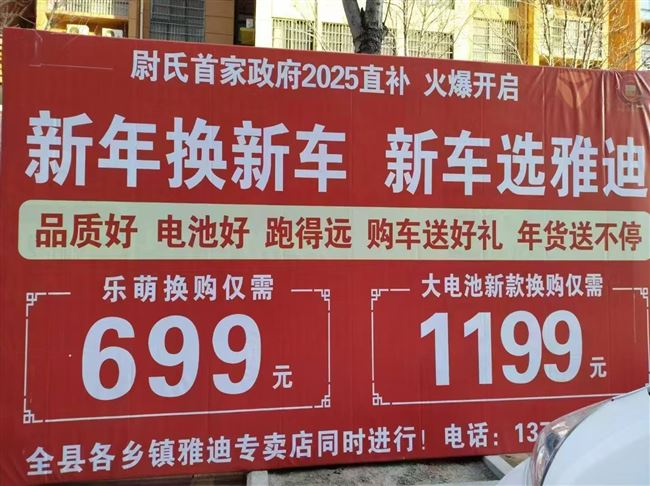 尉氏首家政府2025直补 火爆开启
新年换新车 新车选雅迪
品质好 电池好 跑得远 购车送好礼 年货送不停
乐萌换购仅需
699元
大电池新款换购仅需
1199元
全县各乡镇雅迪专卖店同时进行！电话：137